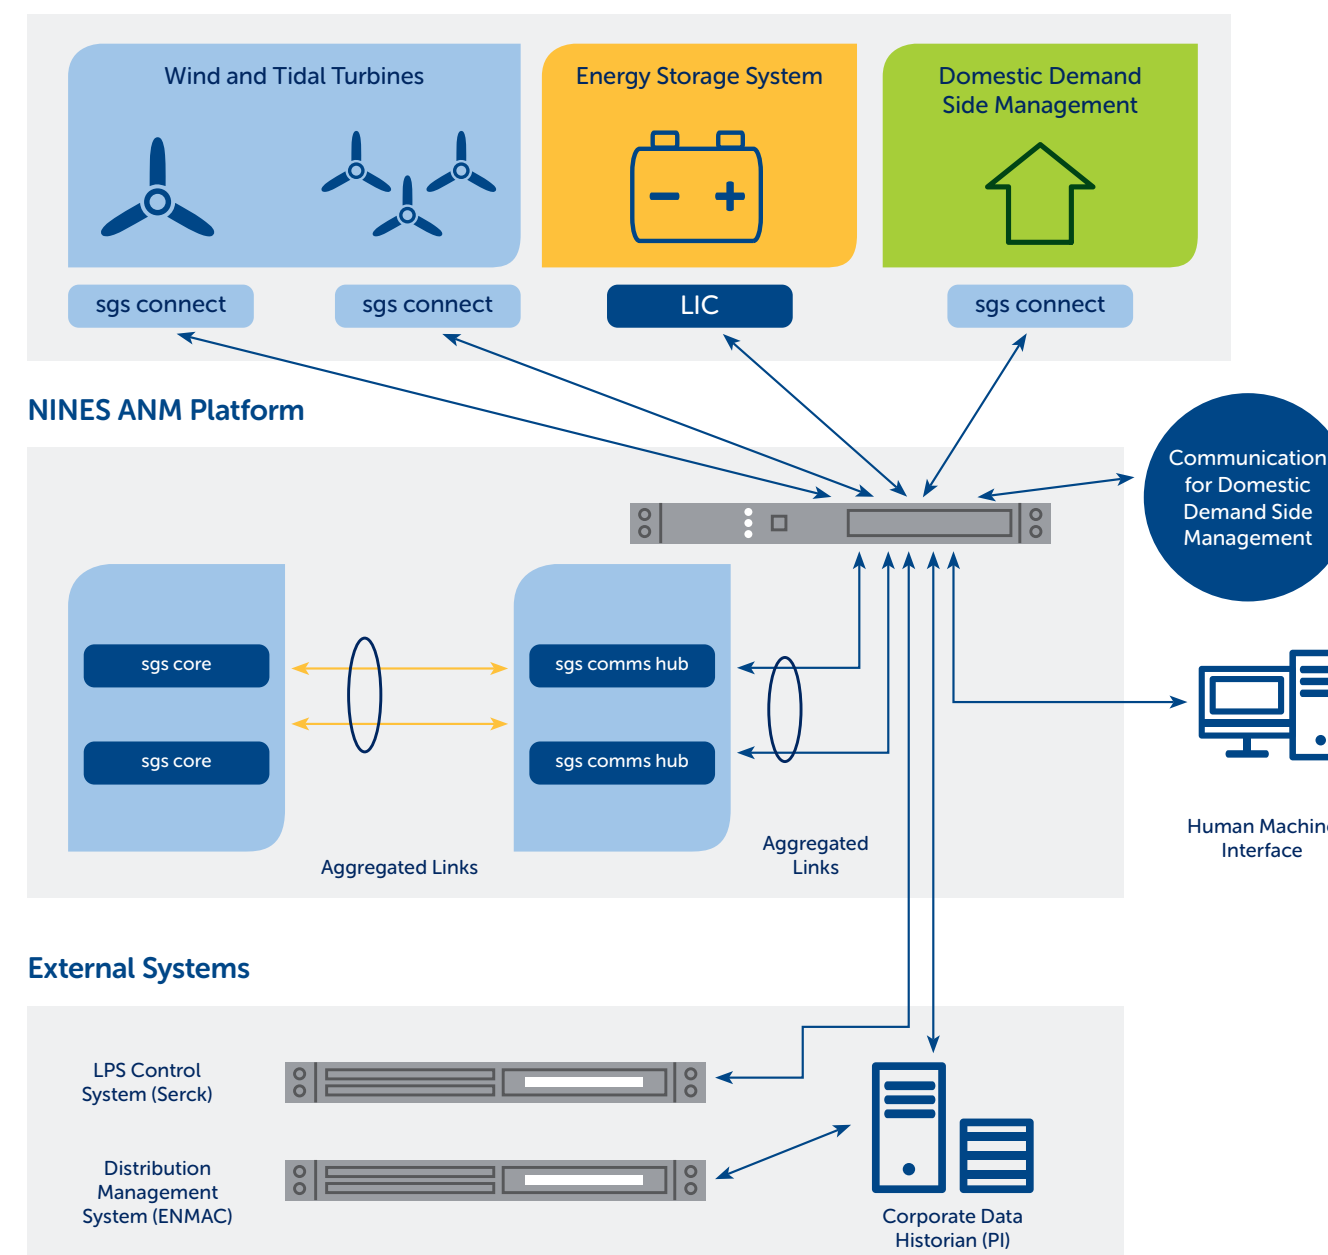 Wind and Tidal Turbines
Energy Storage System
Domestic Demand
Side Management
sgs connect
sgs connect
LIC
sgs connect
NINES ANM Platform
Communication
for Domestic
Demand Side
Management
sgs core
sgs comms hub
sgs core
sgs comms hub
Aggregated Links
Aggregated
Links
Human Machine
Interface
External Systems
LPS Control
System (Serck)
Distribution
Management
System (ENMAC)
Corporate Data
Historian (PI)